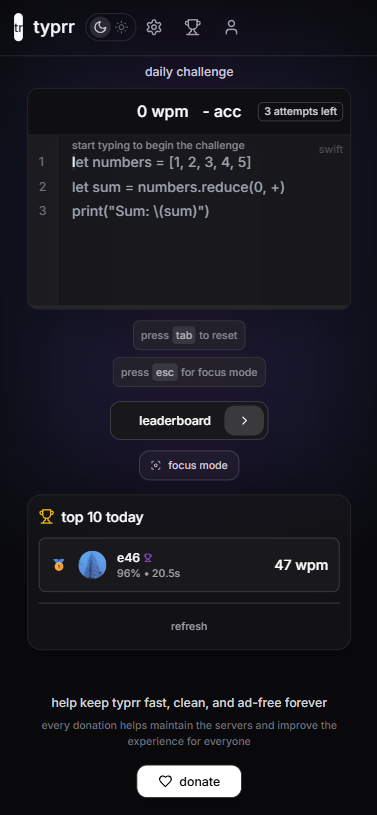 tr typrr
daily challenge
0 wpm - acc 3 attempts left
start typing to begin the challenge
swift
1 let numbers = [1, 2, 3, 4, 5]
2 let sum = numbers.reduce(0, +)
3 print("Sum: \(sum)")
press tab to reset
press esc for focus mode
leaderboard
focus mode
top 10 today
e46
96% • 20.5s
47 wpm
refresh
help keep typrr fast, clean, and ad-free forever
every donation helps maintain the servers and improve the
experience for everyone
donate